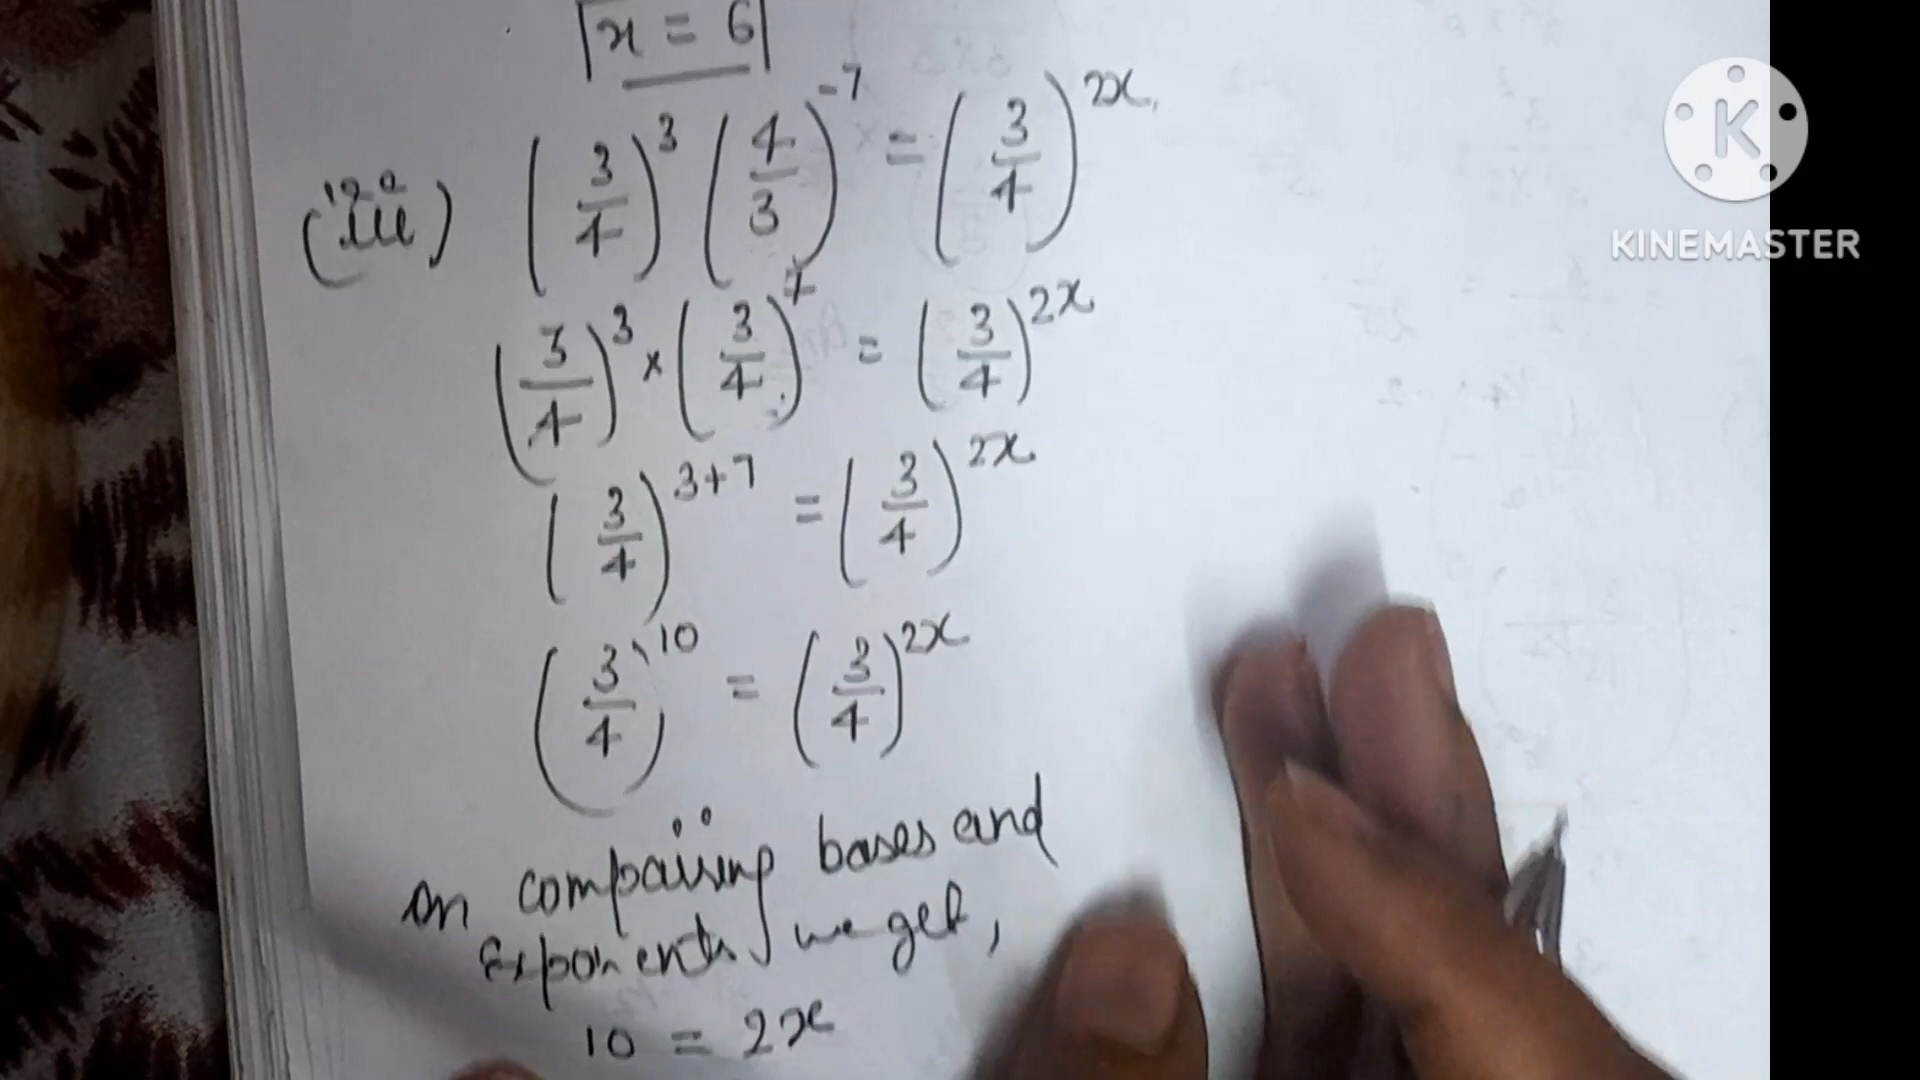 x = 6
(iii) (3/4)^3 (4/3)^-7 = (3/4)^2x
(3/4)^3 × (3/4)^7 = (3/4)^2x
(3/4)^3+7 = (3/4)^2x
(3/4)^10 = (3/4)^2x
on compairing bases and
exponents we get,
10 = 2x
K
KINEMASTER